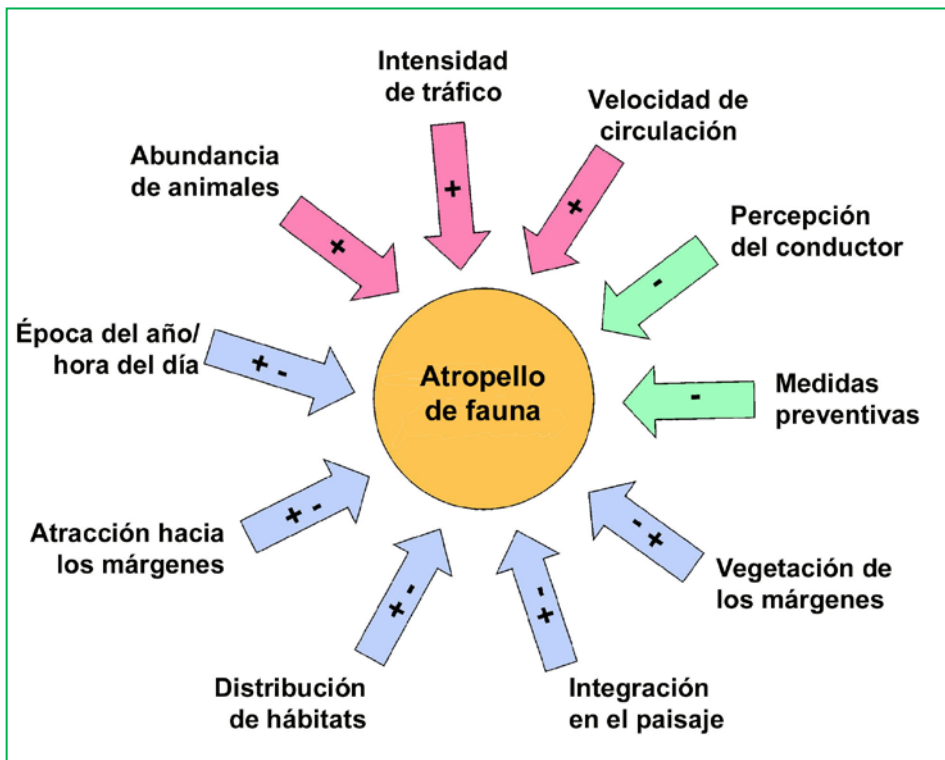 Intensidad
de tráfico
+
Velocidad de
circulación
+
Abundancia
de animales
+
Percepción
del conductor
-
Época del año/
hora del día
+ -
Atropello
de fauna
Medidas
preventivas
-
Atracción hacia
los márgenes
+ -
Vegetación de
los márgenes
- +
Distribución
de hábitats
+ -
Integración
en el paisaje
- +